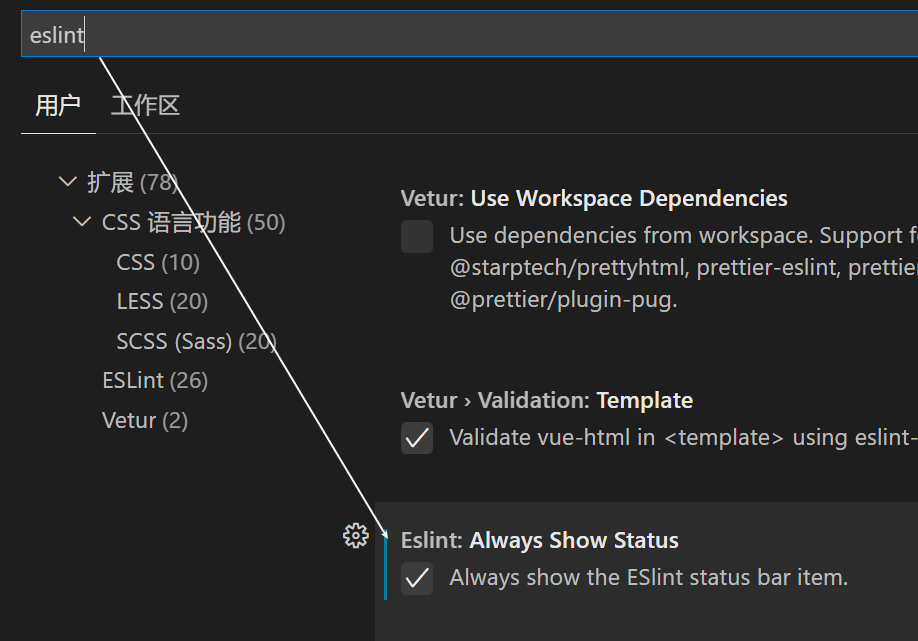 eslint
用户 工作区
扩展 (78)
CSS 语言功能 (50)
CSS (10)
LESS (20)
SCSS (Sass) (20)
ESLint (26)
Vetur (2)
Vetur: Use Workspace Dependencies
Use dependencies from workspace. Support f
@starptech/prettyhtml, prettier-eslint, prettier
@prettier/plugin-pug.
Vetur › Validation: Template
Validate vue-html in <template> using eslint-
Eslint: Always Show Status
Always show the ESlint status bar item.